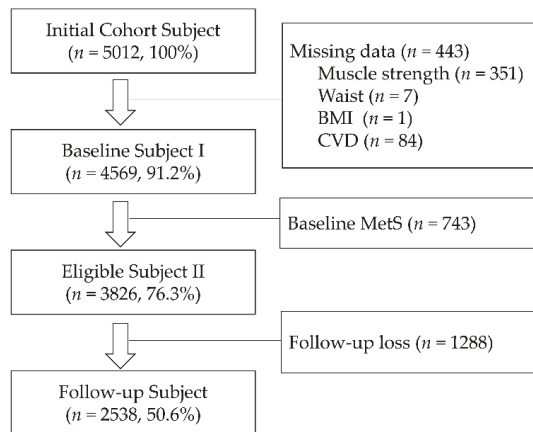 Initial Cohort Subject
(n = 5012, 100%)
Missing data (n = 443)
Muscle strength (n = 351)
Waist (n = 7)
BMI (n = 1)
CVD (n = 84)
Baseline Subject I
(n = 4569, 91.2%)
Baseline MetS (n = 743)
Eligible Subject II
(n = 3826, 76.3%)
Follow-up loss (n = 1288)
Follow-up Subject
(n = 2538, 50.6%)